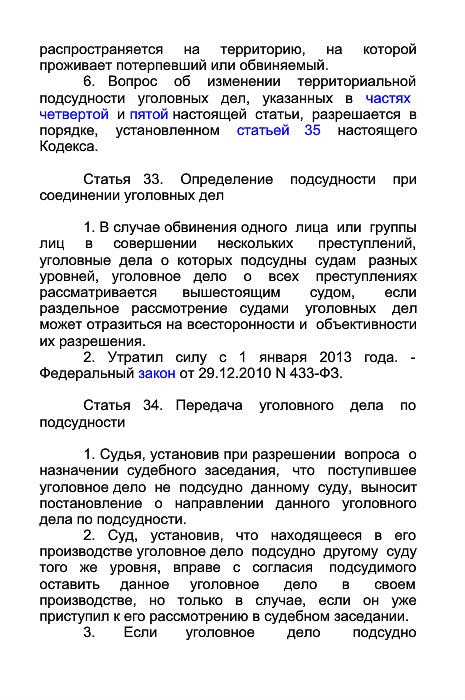 распространяется на территорию, на которой
проживает потерпевший или обвиняемый.
6. Вопрос об изменении территориальной
подсудности уголовных дел, указанных в частях
четвертой и пятой настоящей статьи, разрешается в
порядке, установленном статьей 35 настоящего
Кодекса.
Статья 33. Определение подсудности при
соединении уголовных дел
1. В случае обвинения одного лица или группы
лиц в совершении нескольких преступлений,
уголовные дела о которых подсудны судам разных
уровней, уголовное дело о всех преступлениях
рассматривается вышестоящим судом, если
раздельное рассмотрение судами уголовных дел
может отразиться на всесторонности и объективности
их разрешения.
2. Утратил силу с 1 января 2013 года. -
Федеральный закон от 29.12.2010 N 433-ФЗ.
Статья 34. Передача уголовного дела по
подсудности
1. Судья, установив при разрешении вопроса о
назначении судебного заседания, что поступившее
уголовное дело не подсудно данному суду, выносит
постановление о направлении данного уголовного
дела по подсудности.
2. Суд, установив, что находящееся в его
производстве уголовное дело подсудно другому суду
того же уровня, вправе с согласия подсудимого
оставить данное уголовное дело в своем
производстве, но только в случае, если он уже
приступил к его рассмотрению в судебном заседании.
3. Если уголовное дело подсудно